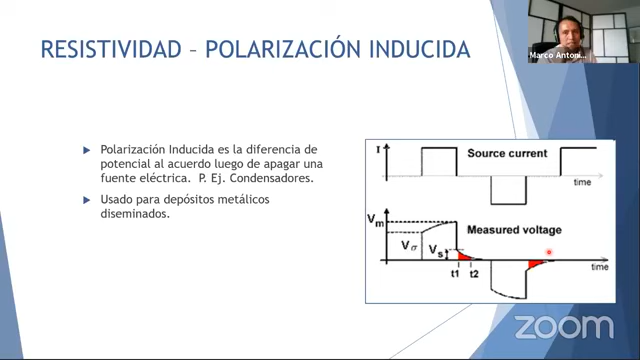 RESISTIVIDAD – POLARIZACIÓN INDUCIDA
Marco Antoni...
Polarización Inducida es la diferencia de
potencial al acuerdo luego de apagar una
fuente eléctrica. P. Ej. Condensadores.
Usado para depósitos metálicos
diseminados.
I
Source current
time
Vm
Measured voltage
Vσ
Vs
t1 t2
time
zoom